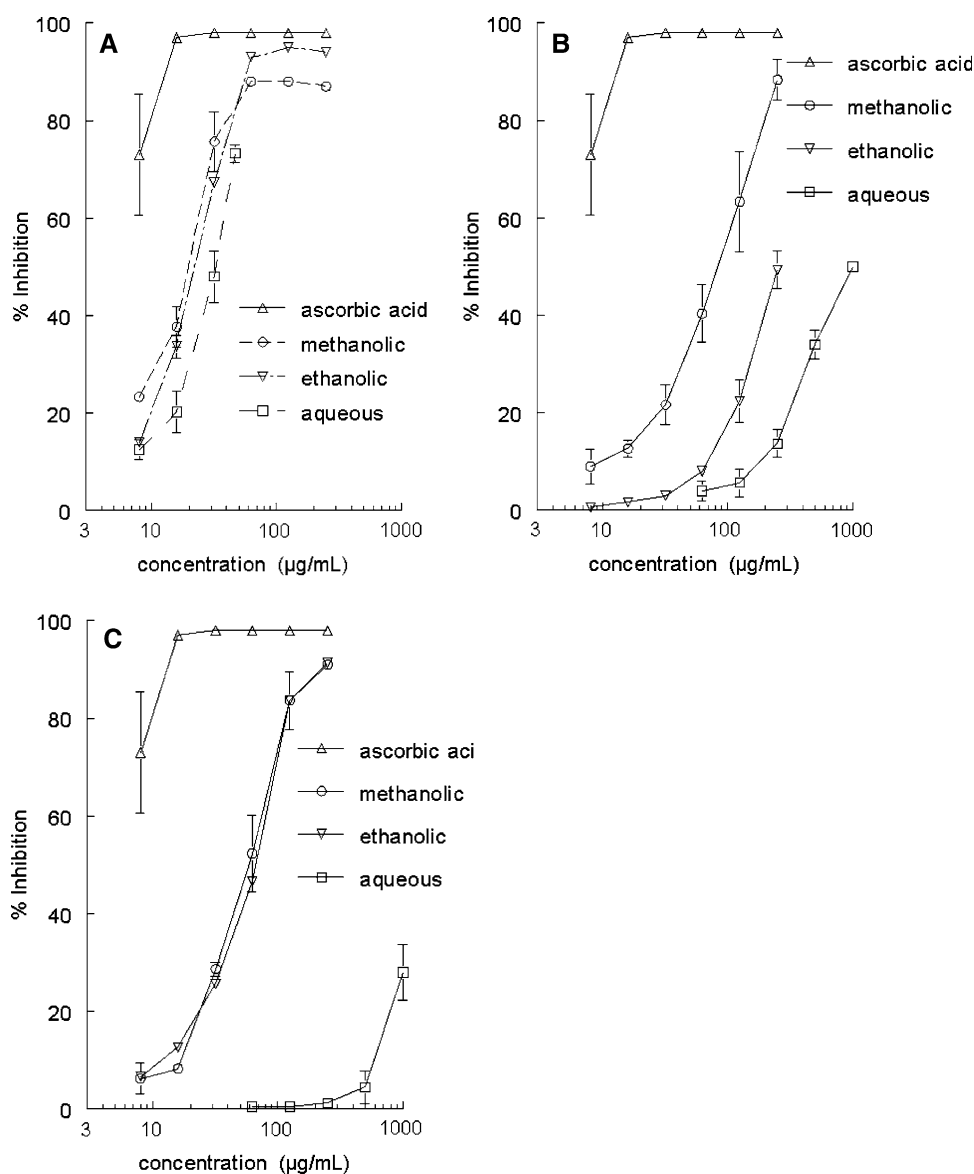 A
100
80
60
40
20
0
% Inhibition
ascorbic acid
methanolic
ethanolic
aqueous
3 10 100 1000
concentration (µg/mL)
B
100
80
60
40
20
0
% Inhibition
ascorbic acid
methanolic
ethanolic
aqueous
3 10 100 1000
concentration (µg/mL)
C
100
80
60
40
20
0
% Inhibition
ascorbic aci
methanolic
ethanolic
aqueous
3 10 100 1000
concentration (µg/mL)